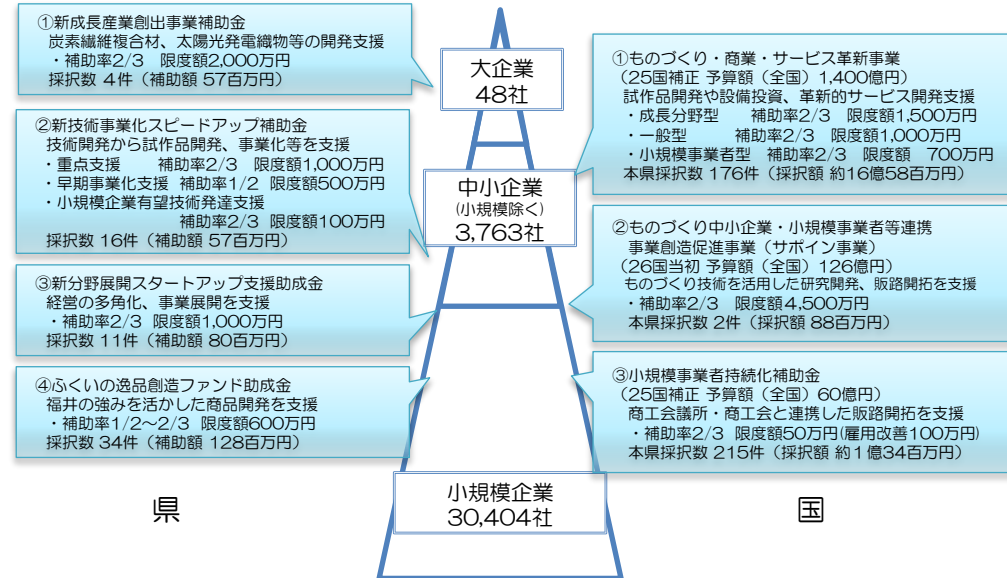 ①新成長産業創出事業補助金
炭素繊維複合材、太陽光発電織物等の開発支援
・補助率2/3 限度額2,000万円
採択数 4件（補助額 57百万円）
②新技術事業化スピードアップ補助金
技術開発から試作品開発、事業化等を支援
・重点支援 補助率2/3 限度額1,000万円
・早期事業化支援 補助率1/2 限度額500万円
・小規模企業有望技術発達支援
補助率2/3 限度額100万円
採択数 16件（補助額 57百万円）
③新分野展開スタートアップ支援助成金
経営の多角化、事業展開を支援
・補助率2/3 限度額1,000万円
採択数 11件（補助額 80百万円）
④ふくいの逸品創造ファンド助成金
福井の強みを活かした商品開発を支援
・補助率1/2～2/3 限度額600万円
採択数 34件（補助額 128百万円）
県
大企業
48社
中小企業
(小規模除く)
3,763社
小規模企業
30,404社
①ものづくり・商業・サービス革新事業
（25国補正 予算額（全国）1,400億円）
試作品開発や設備投資、革新的サービス開発支援
・成長分野型 補助率2/3 限度額1,500万円
・一般型 補助率2/3 限度額1,000万円
・小規模事業者型 補助率2/3 限度額 700万円
本県採択数 176件（採択額 約16億58百万円）
②ものづくり中小企業・小規模事業者等連携
事業創造促進事業（サポイン事業）
（26国当初 予算額（全国）126億円）
ものづくり技術を活用した研究開発、販路開拓を支援
・補助率2/3 限度額4,500万円
本県採択数 2件（採択額 88百万円）
③小規模事業者持続化補助金
（25国補正 予算額（全国）60億円）
商工会議所・商工会と連携した販路開拓を支援
・補助率2/3 限度額50万円(雇用改善100万円)
本県採択数 215件（採択額 約１億34百万円）
国